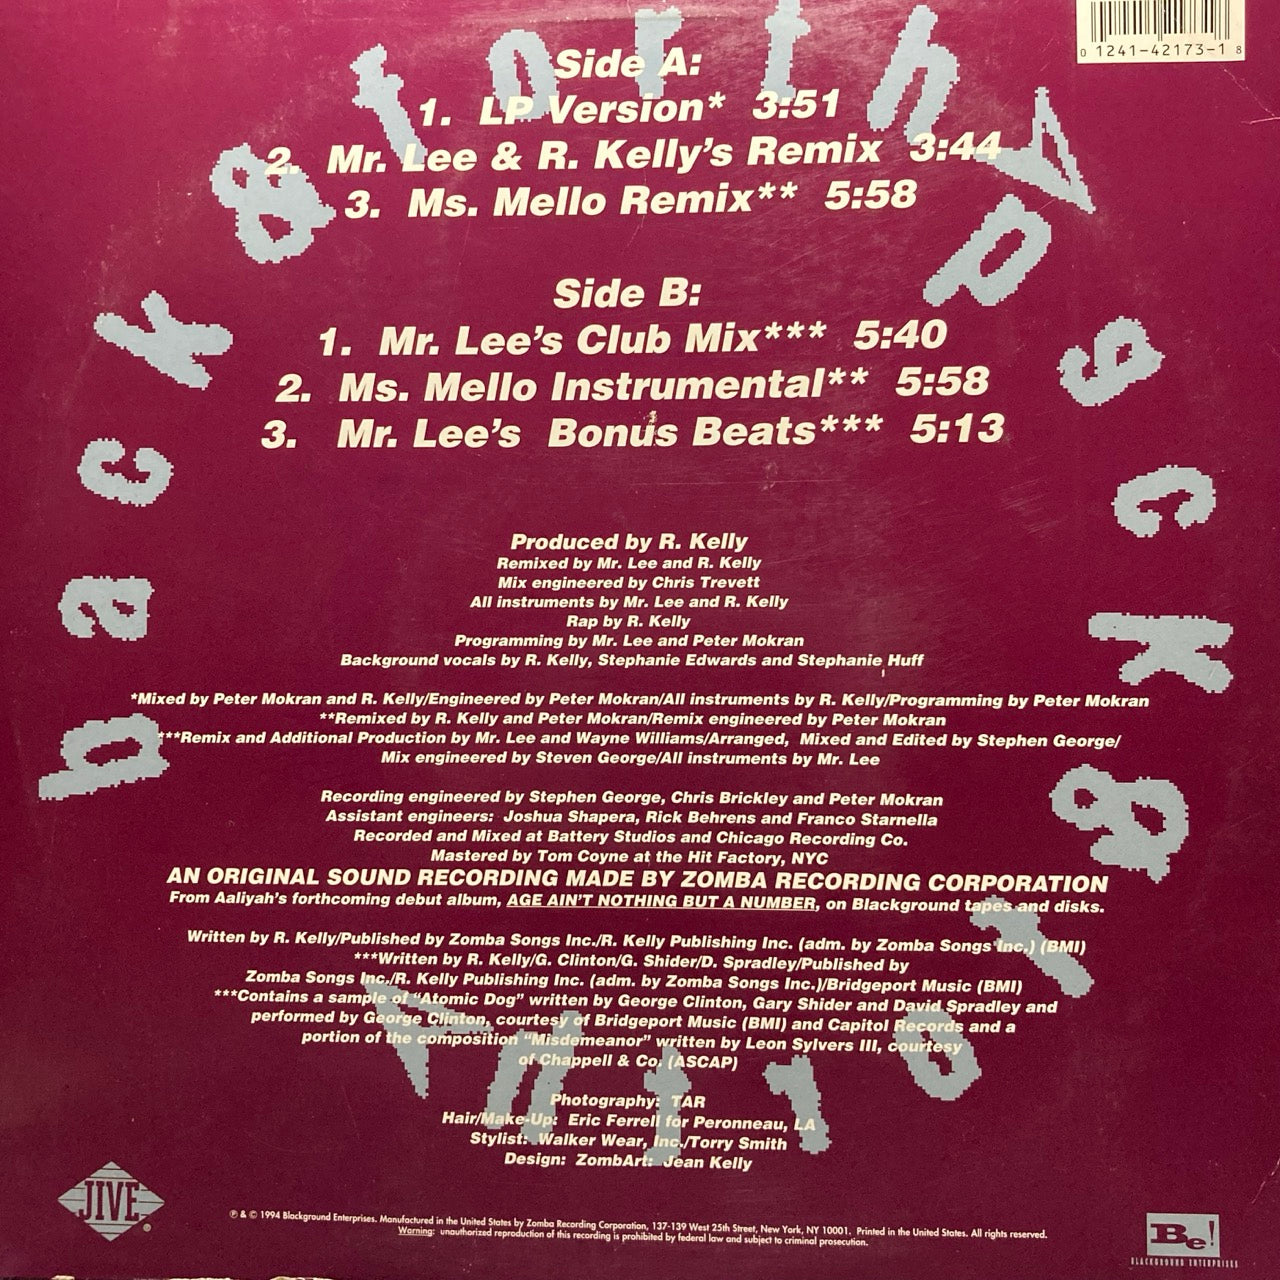 0 1241-42173-1 8
Side A:
1. LP Version* 3:51
2. Mr. Lee & R. Kelly's Remix 3:44
3. Ms. Mello Remix** 5:58
Side B:
1. Mr. Lee's Club Mix*** 5:40
2. Ms. Mello Instrumental** 5:58
3. Mr. Lee's Bonus Beats*** 5:13
Produced by R. Kelly
Remixed by Mr. Lee and R. Kelly
Mix engineered by Chris Trevett
All instruments by Mr. Lee and R. Kelly
Rap by R. Kelly
Programming by Mr. Lee and Peter Mokran
Background vocals by R. Kelly, Stephanie Edwards and Stephanie Huff
*Mixed by Peter Mokran and R. Kelly/Engineered by Peter Mokran/All instruments by R. Kelly/Programming by Peter Mokran
**Remixed by R. Kelly and Peter Mokran/Remix engineered by Peter Mokran
***Remix and Additional Production by Mr. Lee and Wayne Williams/Arranged, Mixed and Edited by Stephen George/
Mix engineered by Steven George/All instruments by Mr. Lee
Recording engineered by Stephen George, Chris Brickley and Peter Mokran
Assistant engineers: Joshua Shapera, Rick Behrens and Franco Starnella
Recorded and Mixed at Battery Studios and Chicago Recording Co.
Mastered by Tom Coyne at the Hit Factory, NYC
AN ORIGINAL SOUND RECORDING MADE BY ZOMBA RECORDING CORPORATION
From Aaliyah's forthcoming debut album, AGE AIN'T NOTHING BUT A NUMBER, on Blackground tapes and disks.
Written by R. Kelly/Published by Zomba Songs Inc./R. Kelly Publishing Inc. (adm. by Zomba Songs Inc.) (BMI)
***Written by R. Kelly/G. Clinton/G. Shider/D. Spradley/Published by
Zomba Songs Inc./R. Kelly Publishing Inc. (adm. by Zomba Songs Inc.)/Bridgeport Music (BMI)
***Contains a sample of "Atomic Dog" written by George Clinton, Gary Shider and David Spradley and
performed by George Clinton, courtesy of Bridgeport Music (BMI) and Capitol Records and a
portion of the composition "Misdemeanor" written by Leon Sylvers III, courtesy
of Chappell & Co. (ASCAP)
Photography: TAR
Hair/Make-Up: Eric Ferrell for Peronneau, LA
Stylist: Walker Wear, Inc./Torry Smith
Design: ZombArt: Jean Kelly
℗ & © 1994 Blackground Enterprises. Manufactured in the United States by Zomba Recording Corporation, 137-139 West 25th Street, New York, NY 10001. Printed in the United States. All rights reserved.
Warning: unauthorized reproduction of this recording is prohibited by federal law and subject to criminal prosecution.
JIVE ®
Be!
BLACKGROUND ENTERPRISES
back & forth
back & forth